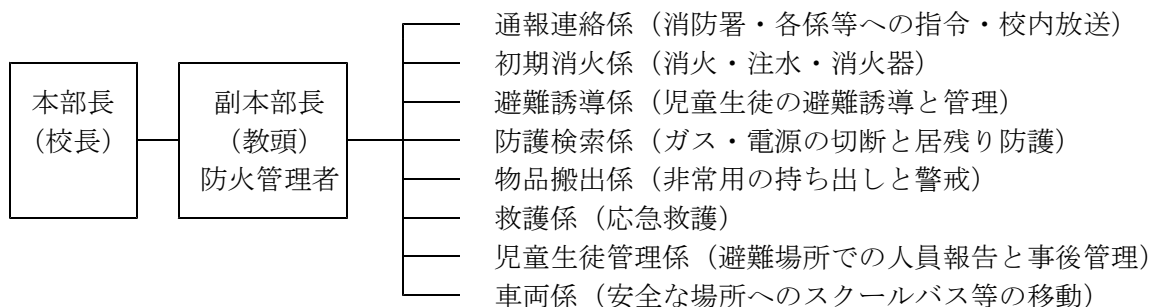 通報連絡係（消防署・各係等への指令・校内放送）
初期消火係（消火・注水・消火器）
本部長
（校長）
副本部長
（教頭）
防火管理者
避難誘導係（児童生徒の避難誘導と管理）
防護検索係（ガス・電源の切断と居残り防護）
物品搬出係（非常用の持ち出しと警戒）
救護係（応急救護）
児童生徒管理係（避難場所での人員報告と事後管理）
車両係（安全な場所へのスクールバス等の移動）